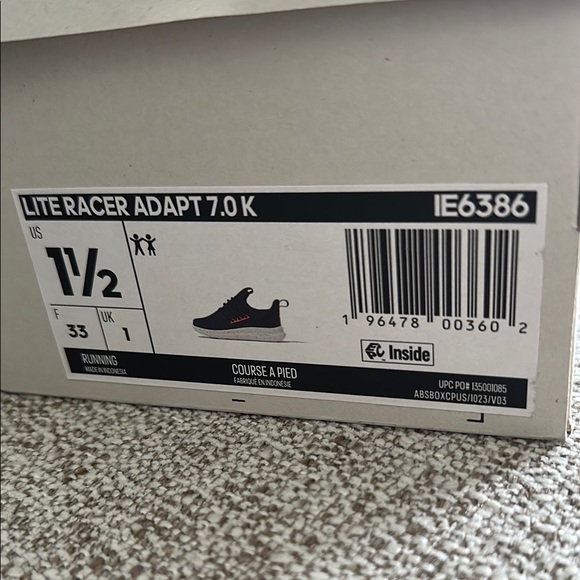 LITE RACER ADAPT 7.0 K
IE6386
US
1½
F
33
UK
1
1 96478 00360 2
Inside
RUNNING
MADE IN INDONESIA
COURSE A PIED
FABRIQUÉ EN INDONÉSIE
UPC PO# 135001085
ABSBOXCPUS/1023/V03